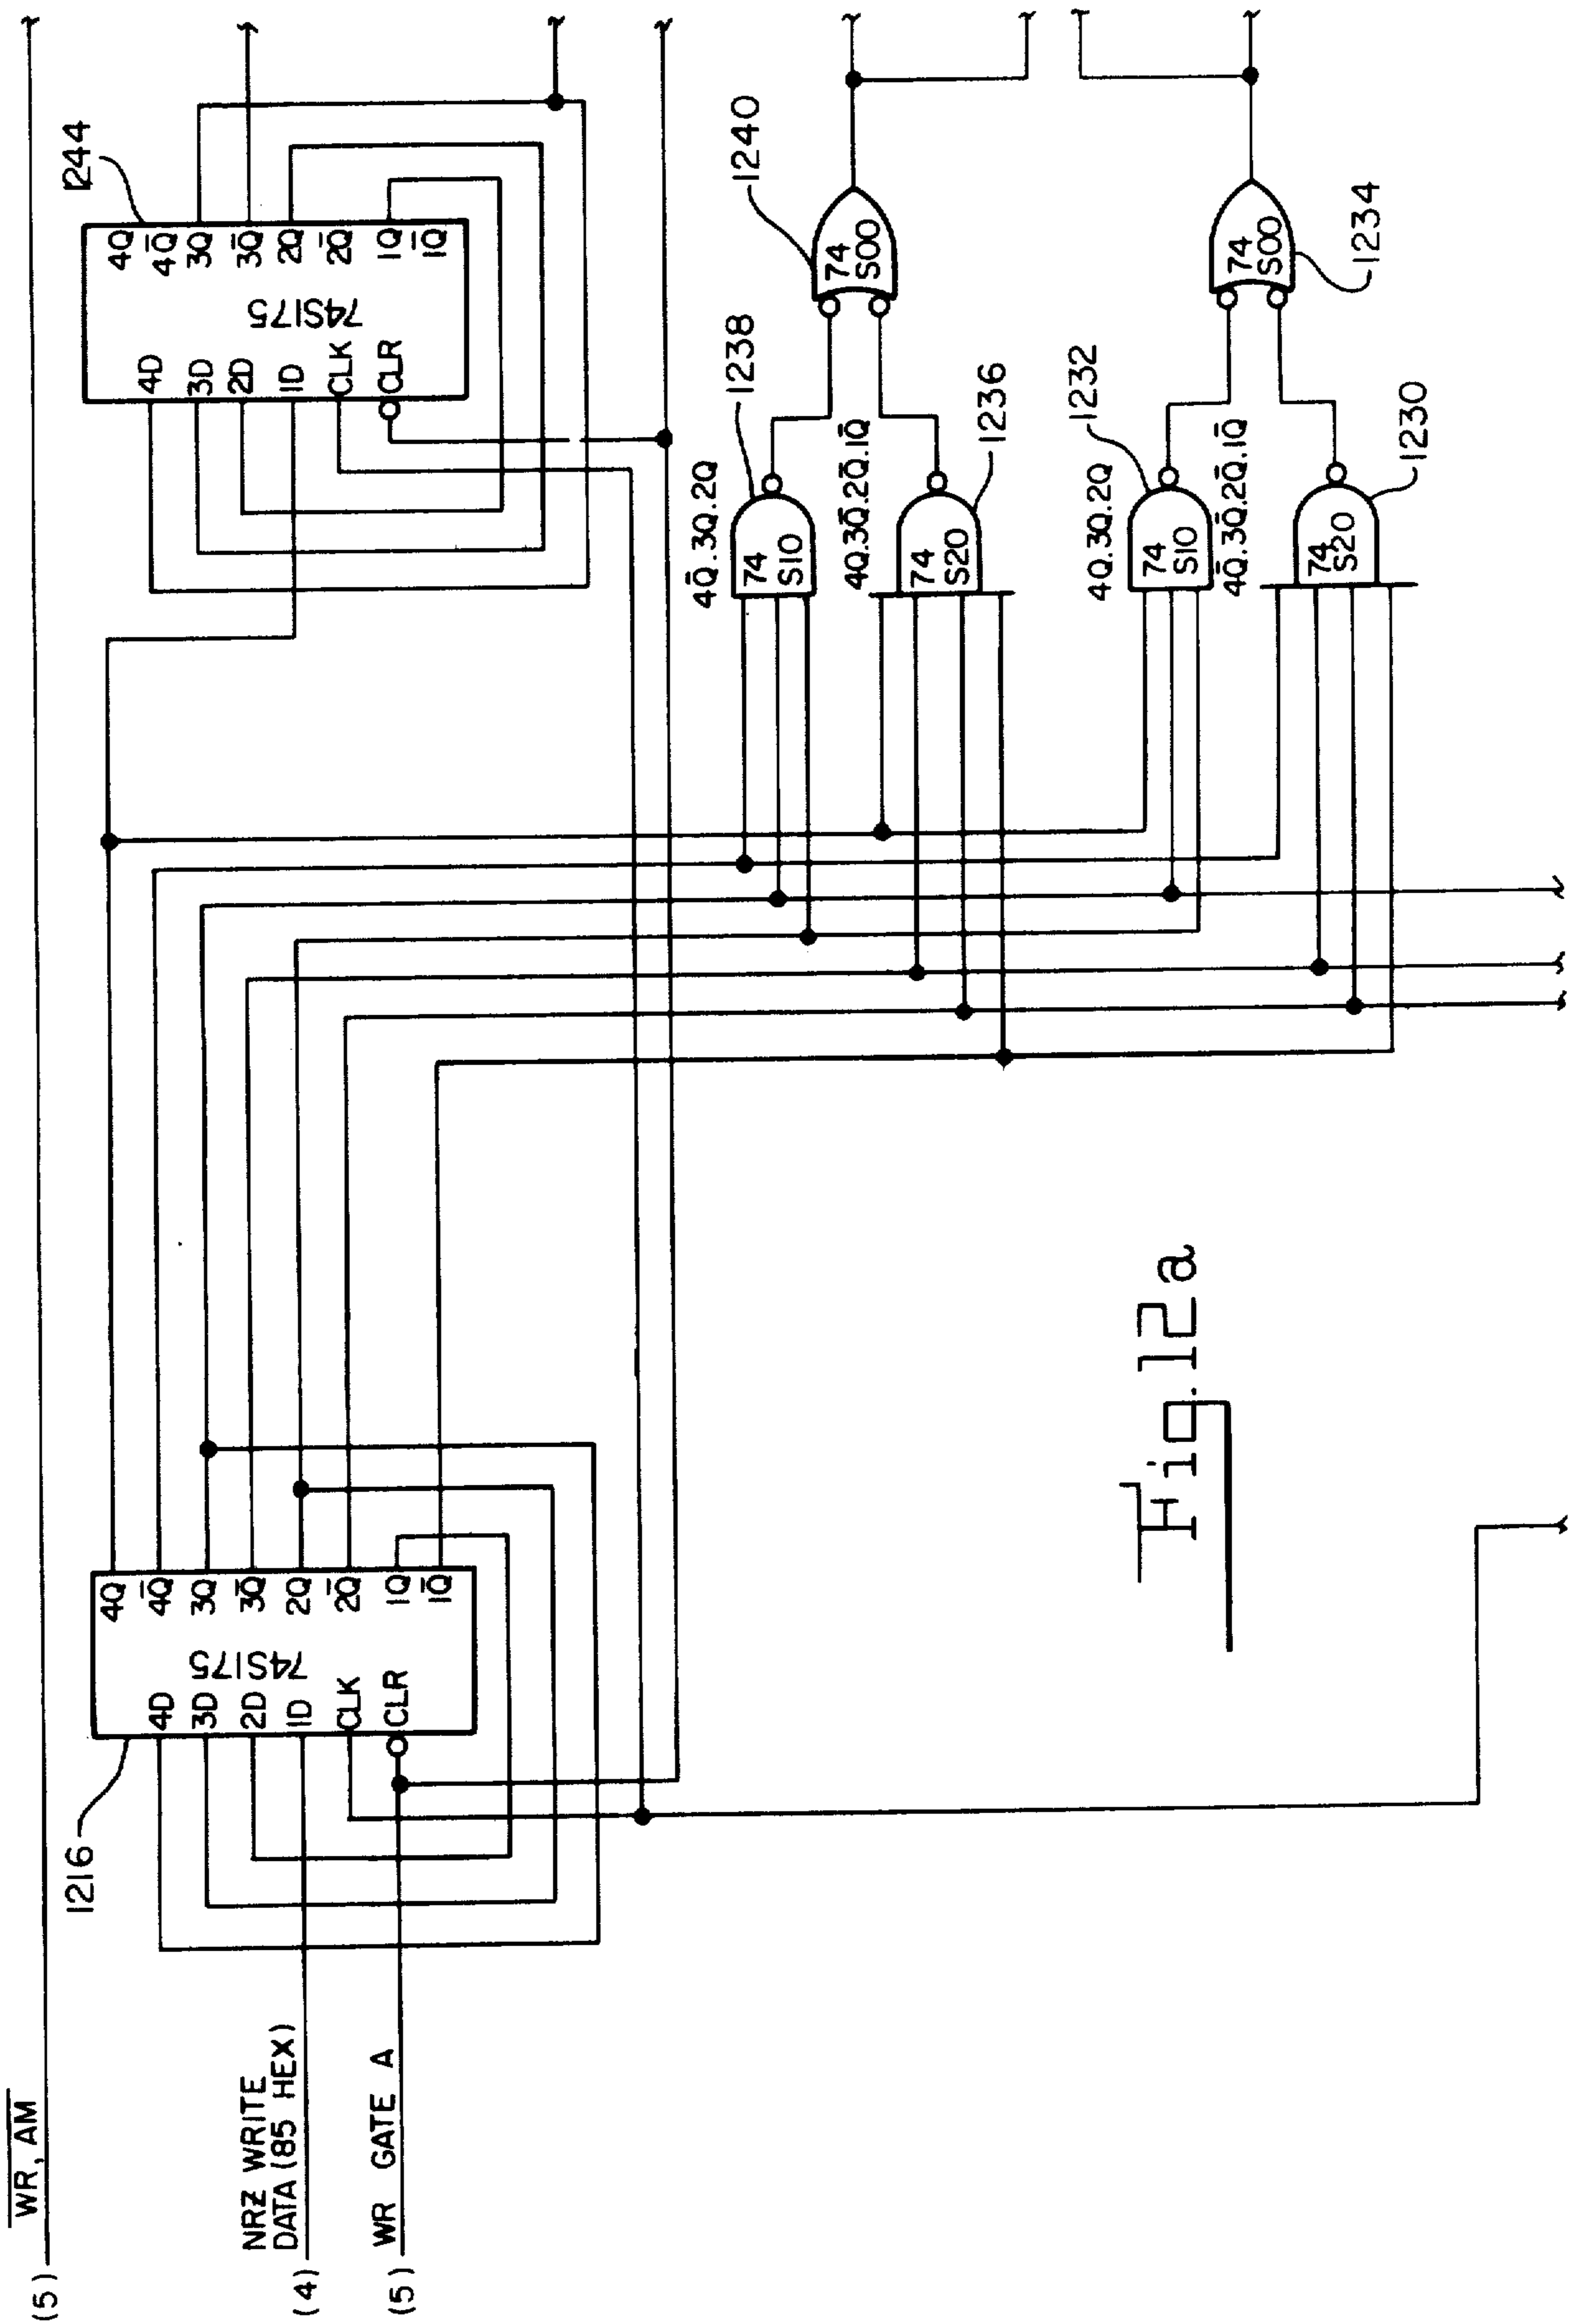 (5) WR, AM
NRZ WRITE
DATA (85 HEX)
(4)
(5) WR GATE A
1216
4D
3D
2D
1D
CLK
CLR
74S175
4Q
4Q̅
3Q
3Q̅
2Q
2Q̅
1Q
1Q̅
1244
4D
3D
2D
1D
CLK
CLR
74S175
4Q
4Q̅
3Q
3Q̅
2Q
2Q̅
1Q
1Q̅
4Q̅.3Q.2Q
74
S10
1238
4Q.3Q̅.2Q̅.1Q̅
74
S20
1236
74
S00
1240
4Q.3Q.2Q
74
S10
1232
4Q̅.3Q̅.2Q̅.1Q̅
74
S20
1230
74
S00
1234
Fig.12a